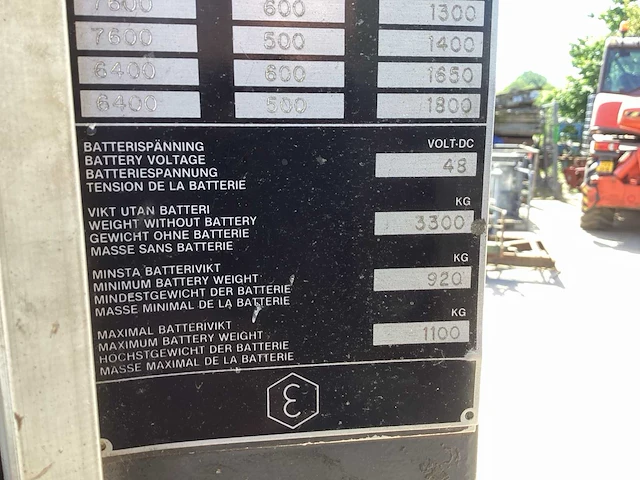 7600 600 1300
7600 500 1400
6400 600 1650
6400 500 1800
BATTERISPÄNNING VOLT·DC
BATTERY VOLTAGE 48
BATTERIESPANNUNG
TENSION DE LA BATTERIE
VIKT UTAN BATTERI KG
WEIGHT WITHOUT BATTERY 3300
GEWICHT OHNE BATTERIE
MASSE SANS BATTERIE
MINSTA BATTERIVIKT KG
MINIMUM BATTERY WEIGHT 920
MINDESTGEWICHT DER BATTERIE
MASSE MINIMAL DE LA BATTERIE
MAXIMAL BATTERIVIKT KG
MAXIMUM BATTERY WEIGHT 1100
HÖCHSTGEWICHT DER BATTERIE
MASSE MAXIMAL DE LA BATTERIE